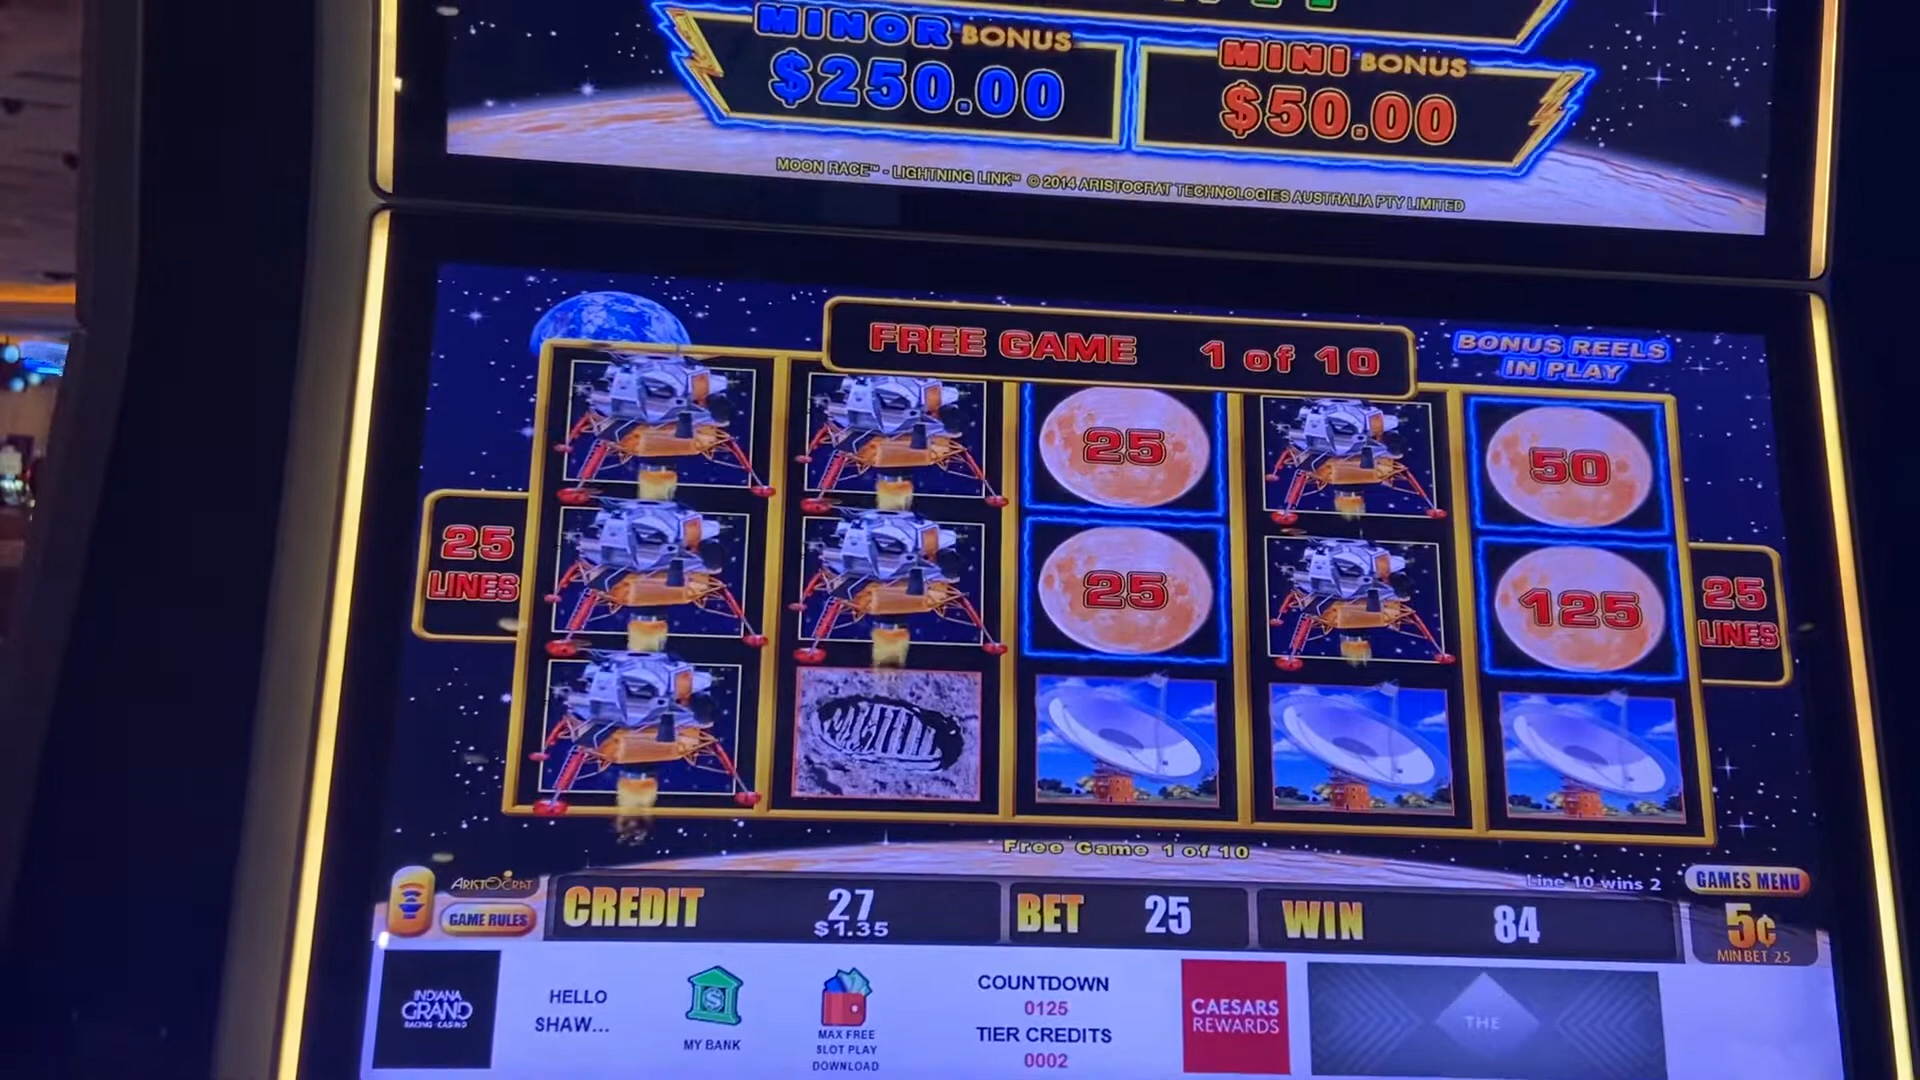 MINOR BONUS
$250.00
MINI BONUS
$50.00
MOON RACE™ - LIGHTNING LINK™ © 2014 ARISTOCRAT TECHNOLOGIES AUSTRALIA PTY LIMITED
FREE GAME 1 of 10
BONUS REELS
IN PLAY
25
50
25
LINES
25
125
25
LINES
Free Game 1 of 10
Line 10 wins 2
GAMES MENU
ARISTOCRAT
GAME RULES
CREDIT
27
$1.35
BET 25
WIN 84
5¢
MIN BET 25
INDIANA
GRAND
RACING · CASINO
HELLO
SHAW...
MY BANK
MAX FREE
SLOT PLAY
DOWNLOAD
COUNTDOWN
0125
TIER CREDITS
0002
CAESARS
REWARDS
THE